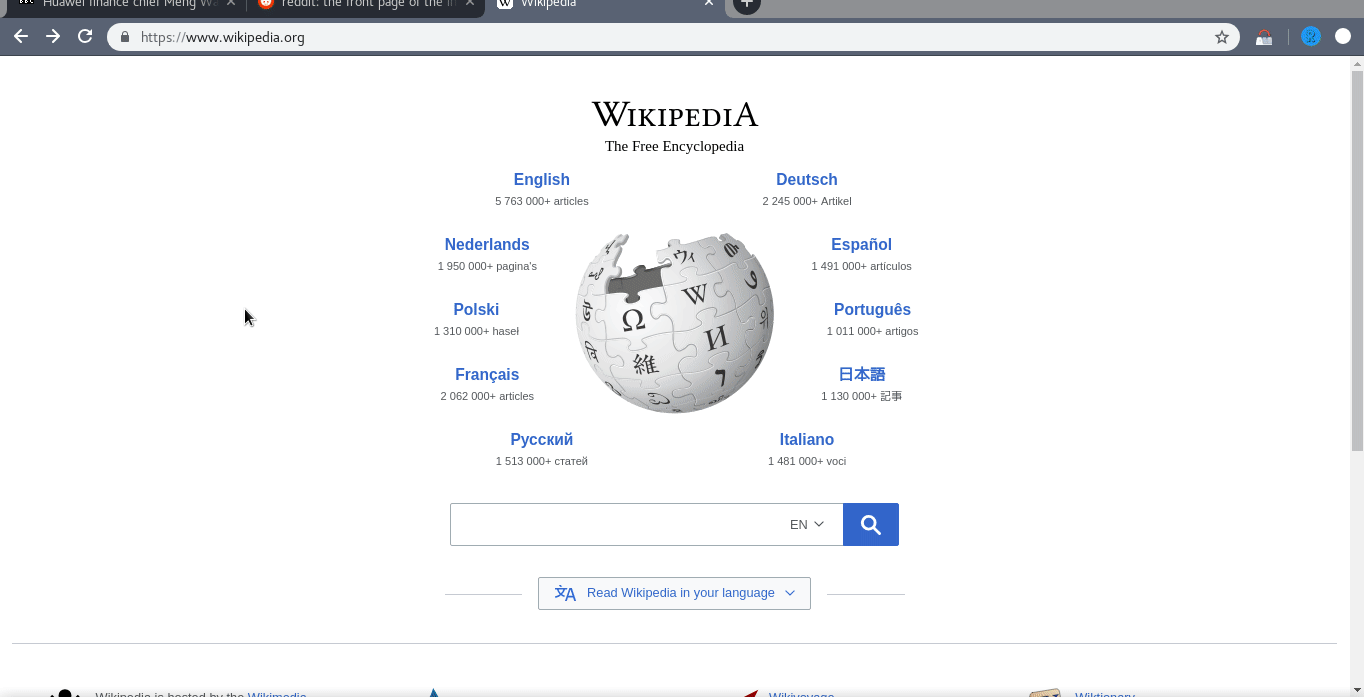 Huawei finance chief Meng Wa
reddit: the front page of the in
Wikipedia
https://www.wikipedia.org
WIKIPEDIA
The Free Encyclopedia
English
5 763 000+ articles
Deutsch
2 245 000+ Artikel
Nederlands
1 950 000+ pagina's
Español
1 491 000+ artículos
Polski
1 310 000+ haseł
Português
1 011 000+ artigos
Français
2 062 000+ articles
日本語
1 130 000+ 記事
Русский
1 513 000+ статей
Italiano
1 481 000+ voci
Ω
W
И
維
ウィ
7
EN
Read Wikipedia in your language
Wikipedia is hosted by the Wikimedia
Wikivoyage
Wiktionary